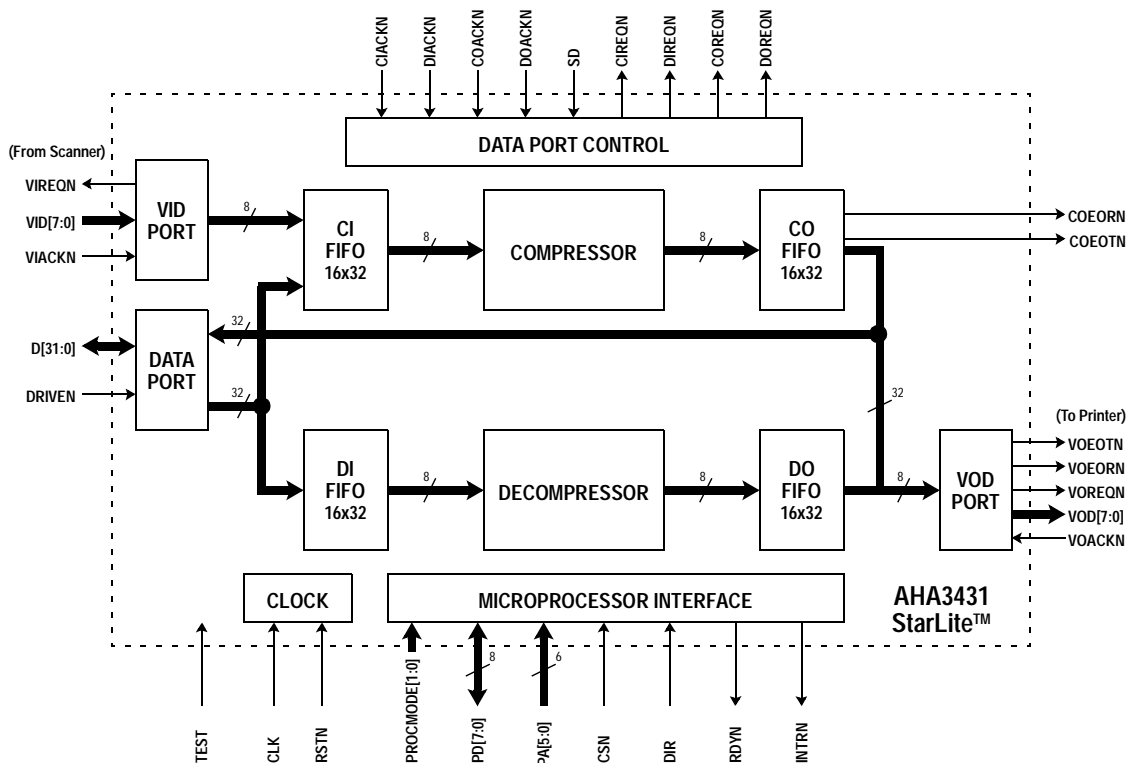 CIACKN
DIACKN
COACKN
DOACKN
SD
CIREQN
DIREQN
COREQN
DOREQN
DATA PORT CONTROL
(From Scanner)
VIREQN
VID[7:0]
VIACKN
VID
PORT
8
CI
FIFO
16x32
8
COMPRESSOR
8
CO
FIFO
16x32
COEORN
COEOTN
D[31:0]
DRIVEN
DATA
PORT
32
32
32
DI
FIFO
16x32
8
DECOMPRESSOR
8
DO
FIFO
16x32
8
VOD
PORT
(To Printer)
VOEOTN
VOEORN
VOREQN
VOD[7:0]
VOACKN
CLOCK
MICROPROCESSOR INTERFACE
AHA3431
StarLite™
8
6
TEST
CLK
RSTN
PROCMODE[1:0]
PD[7:0]
PA[5:0]
CSN
DIR
RDYN
INTRN